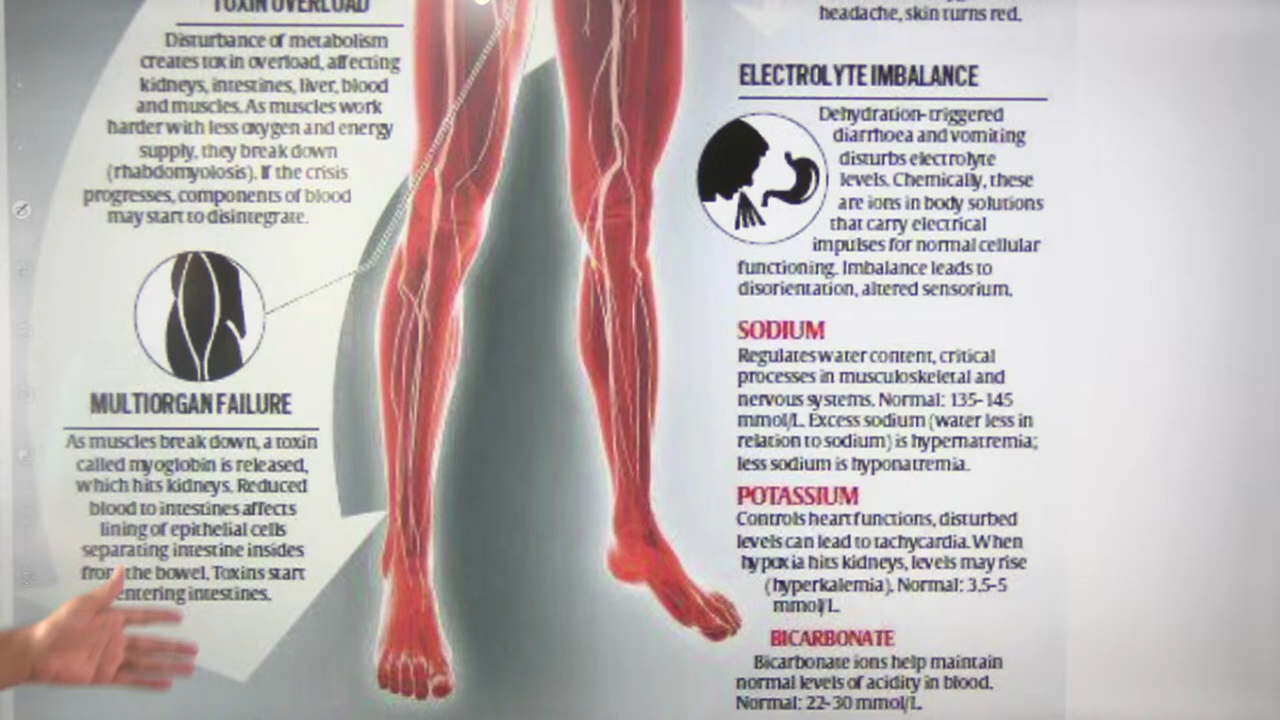 TOXIN OVERLOAD
Disturbance of metabolism
creates toxin overload, affecting
kidneys, intestines, liver, blood
and muscles. As muscles work
harder with less oxygen and energy
supply, they break down
(rhabdomyolosis). If the crisis
progresses, components of blood
may start to disintegrate.
MULTIORGAN FAILURE
As muscles break down, a toxin
called myoglobin is released,
which hits kidneys. Reduced
blood to intestines affects
lining of epithelial cells
separating intestine insides
from the bowel. Toxins start
entering intestines.
headache, skin turns red.
ELECTROLYTE IMBALANCE
Dehydration- triggered
diarrhoea and vomiting
disturbs electrolyte
levels. Chemically, these
are ions in body solutions
that carry electrical
impulses for normal cellular
functioning. Imbalance leads to
disorientation, altered sensorium.
SODIUM
Regulates water content, critical
processes in musculoskeletal and
nervous systems. Normal: 135-145
mmol/L. Excess sodium (water less in
relation to sodium) is hypernatremia;
less sodium is hyponatremia.
POTASSIUM
Controls heart functions, disturbed
levels can lead to tachycardia. When
hypoxia hits kidneys, levels may rise
(hyperkalemia). Normal: 3.5-5
mmol/L.
BICARBONATE
Bicarbonate ions help maintain
normal levels of acidity in blood.
Normal: 22-30 mmol/L.